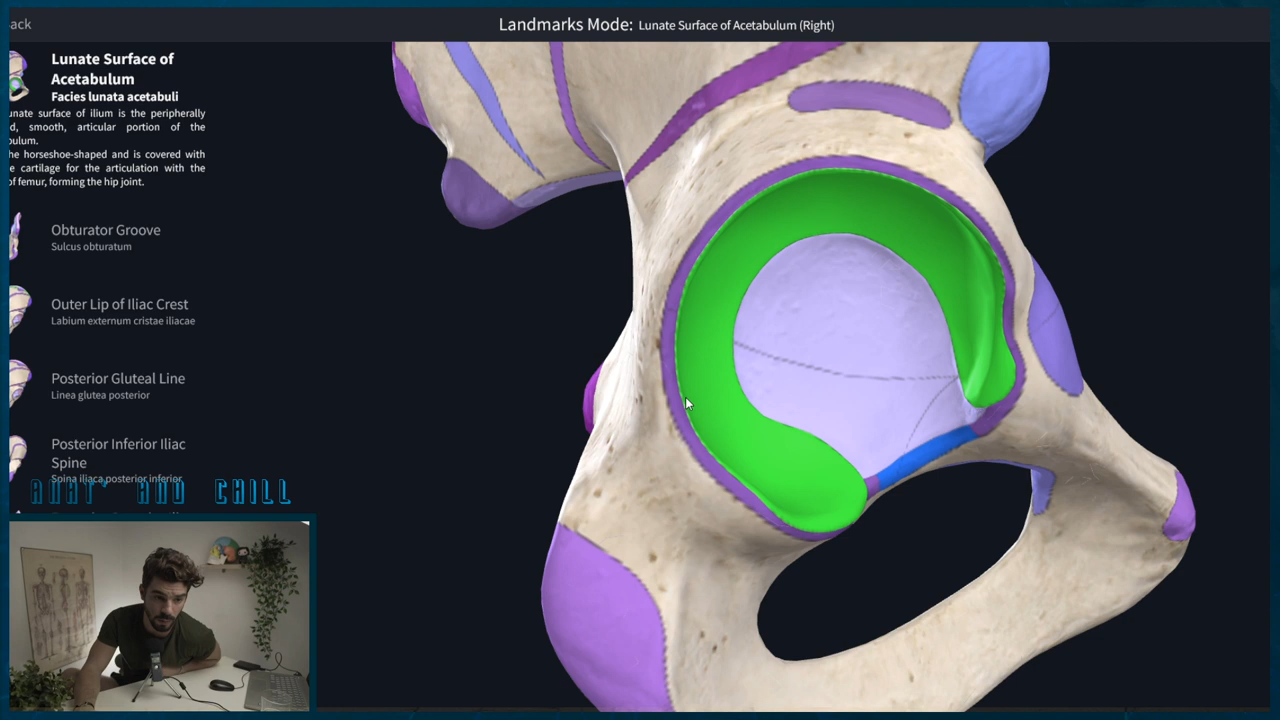 ack
Landmarks Mode: Lunate Surface of Acetabulum (Right)
Lunate Surface of
Acetabulum
Facies lunata acetabuli
unate surface of ilium is the peripherally
d, smooth, articular portion of the
bulum.
he horseshoe-shaped and is covered with
e cartilage for the articulation with the
of femur, forming the hip joint.
Obturator Groove
Sulcus obturatum
Outer Lip of Iliac Crest
Labium externum cristae iliacae
Posterior Gluteal Line
Linea glutea posterior
Posterior Inferior Iliac
Spine
Spina iliaca posterior inferior
ANAT' AND CHILL